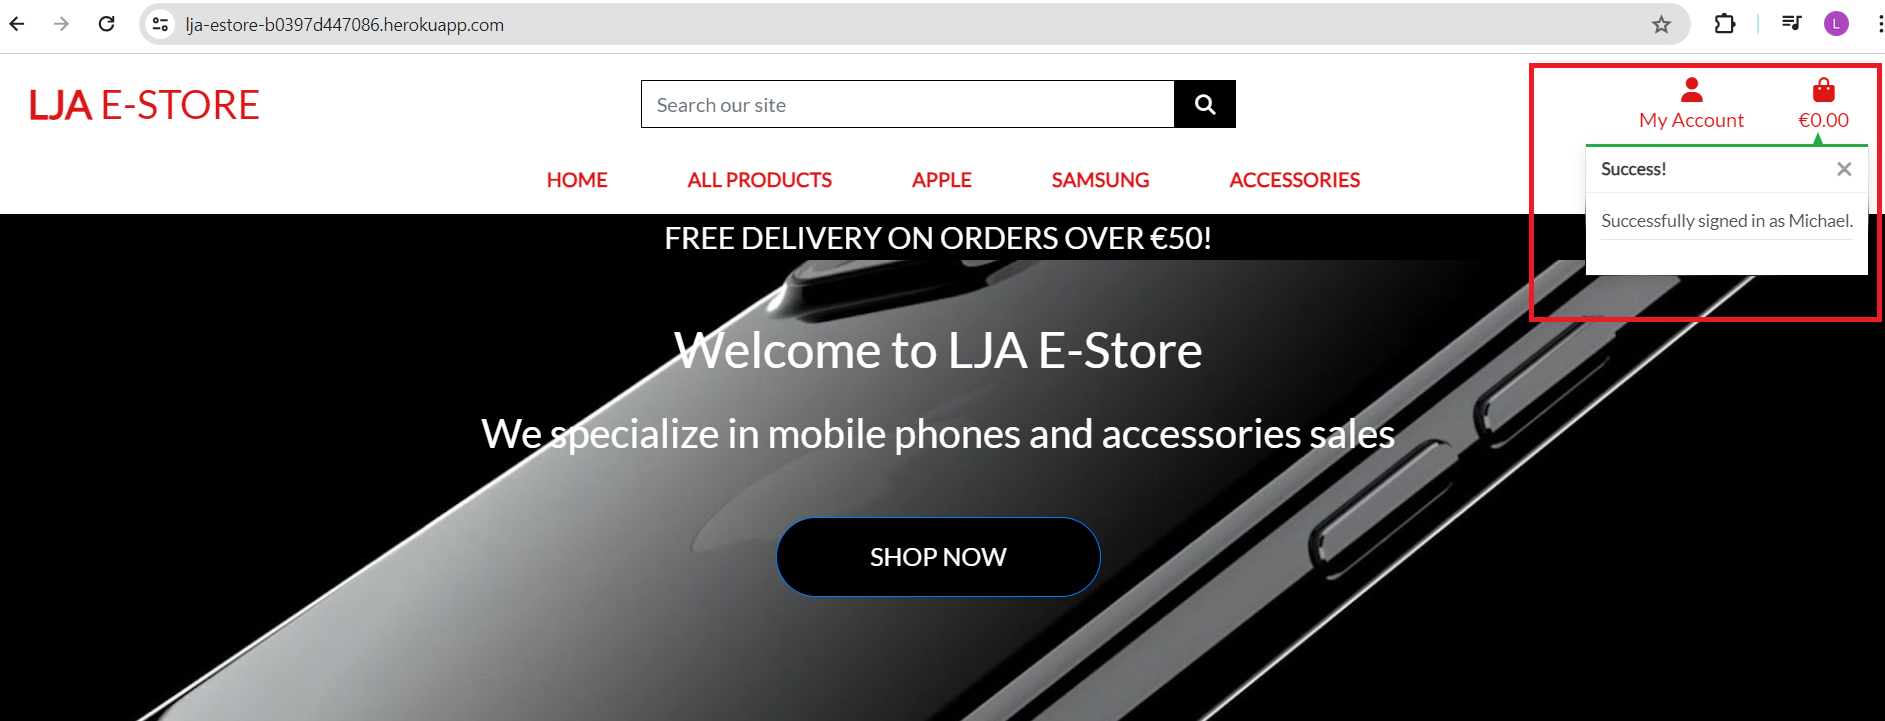 lja-estore-b0397d447086.herokuapp.com
L
LJA E-STORE
Search our site
My Account
€0.00
HOME
ALL PRODUCTS
APPLE
SAMSUNG
ACCESSORIES
Success!
Successfully signed in as Michael.
FREE DELIVERY ON ORDERS OVER €50!
Welcome to LJA E-Store
We specialize in mobile phones and accessories sales
SHOP NOW